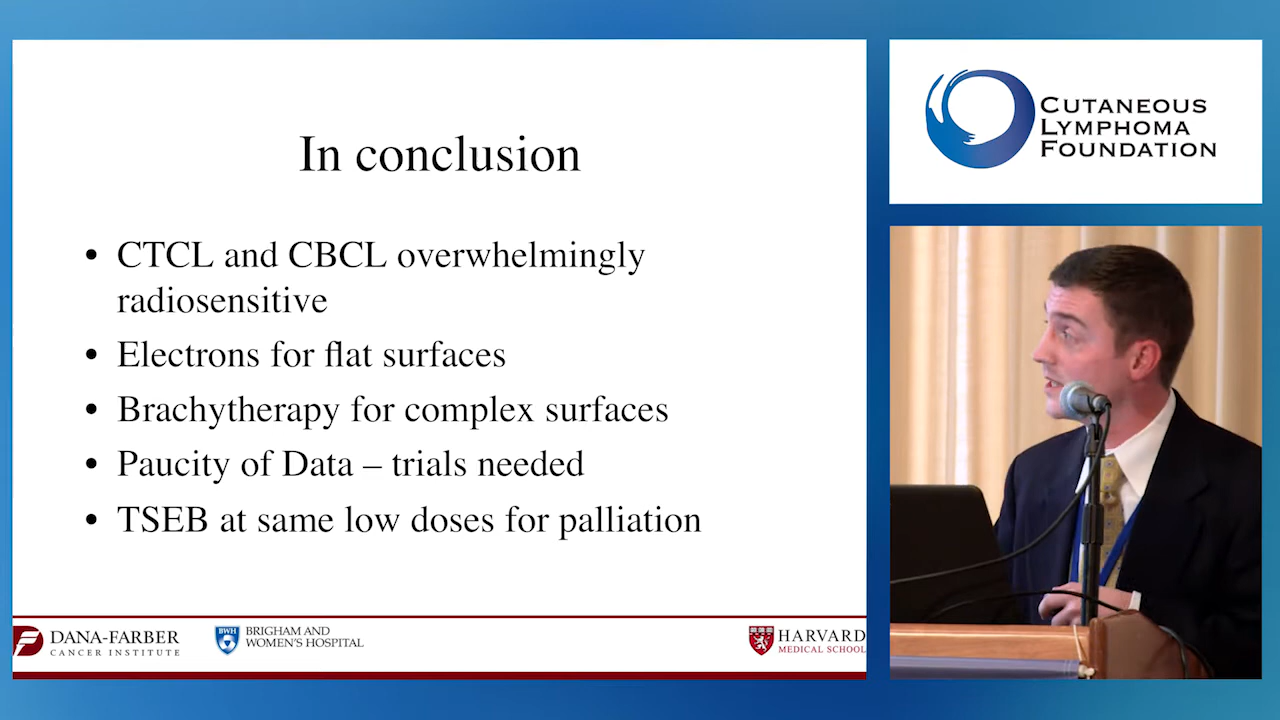 In conclusion
• CTCL and CBCL overwhelmingly
radiosensitive
• Electrons for flat surfaces
• Brachytherapy for complex surfaces
• Paucity of Data – trials needed
• TSEB at same low doses for palliation
DANA-FARBER
CANCER INSTITUTE
BWH
BRIGHAM AND
WOMEN'S HOSPITAL
HARVARD
MEDICAL SCHOOL
CUTANEOUS
LYMPHOMA
FOUNDATION